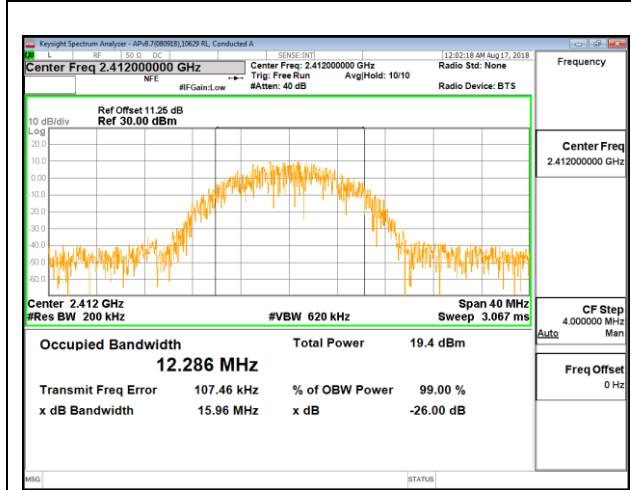 Keysight Spectrum Analyzer - APv8.7(080918),10629 RL, Conducted A
L RF 50 Ω DC SENSE:INT 12:02:18 AM Aug 17, 2018
Center Freq 2.412000000 GHz Center Freq: 2.412000000 GHz Radio Std: None Frequency
NFE Trig: Free Run Avg|Hold: 10/10
#IFGain:Low #Atten: 40 dB Radio Device: BTS
Ref Offset 11.25 dB
10 dB/div Ref 30.00 dBm
Log
20.0
10.0
0.00
-10.0
-20.0
-30.0
-40.0
-50.0
-60.0
Center Freq
2.412000000 GHz
Center 2.412 GHz Span 40 MHz
#Res BW 200 kHz #VBW 620 kHz Sweep 3.067 ms
CF Step
4.000000 MHz
Auto Man
Freq Offset
0 Hz
Occupied Bandwidth Total Power 19.4 dBm
12.286 MHz
Transmit Freq Error 107.46 kHz % of OBW Power 99.00 %
x dB Bandwidth 15.96 MHz x dB -26.00 dB
MSG STATUS